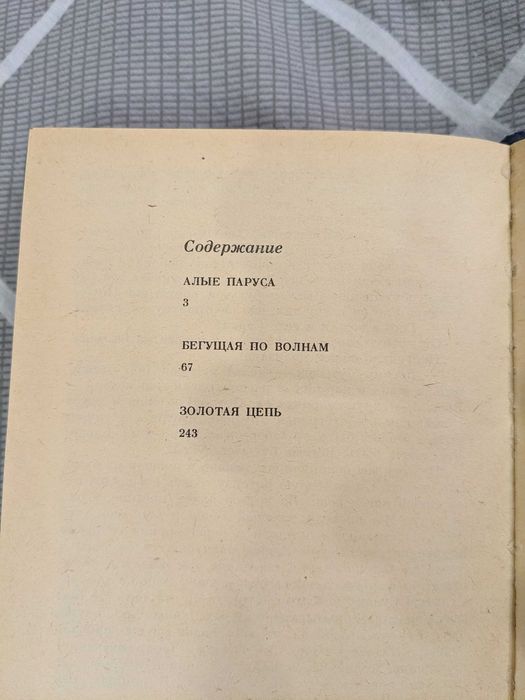 Содержание
АЛЫЕ ПАРУСА
3
БЕГУЩАЯ ПО ВОЛНАМ
67
ЗОЛОТАЯ ЦЕПЬ
243